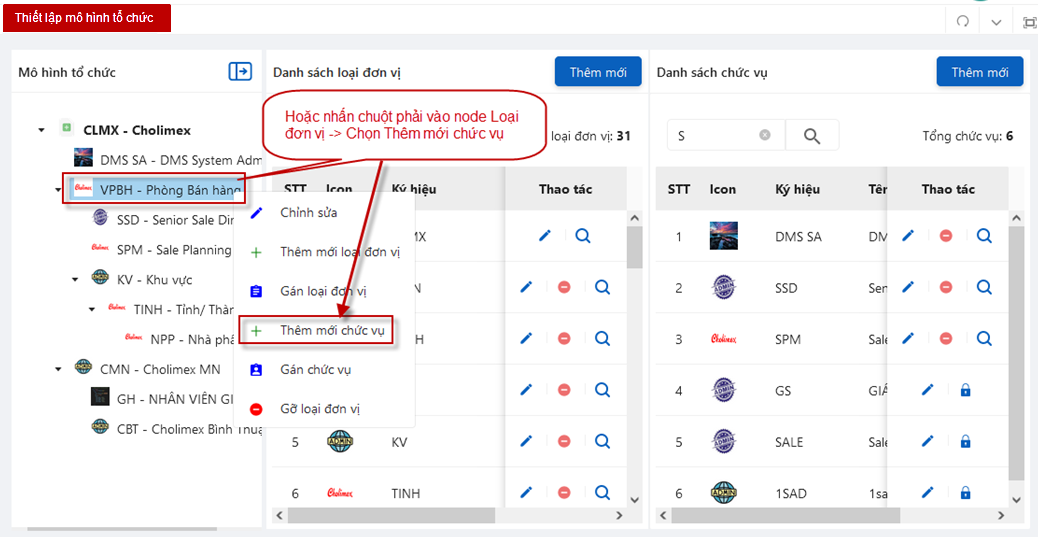 Thiết lập mô hình tổ chức
Mô hình tổ chức
CLMX - Cholimex
DMS SA - DMS System Adm
VPBH - Phòng Bán hàng
SSD - Senior Sale Dir
SPM - Sale Planning
KV - Khu vực
TINH - Tỉnh/ Thàn
NPP - Nhà phâ
CMN - Cholimex MN
GH - NHÂN VIÊN GI
CBT - Cholimex Bình Thuậ
Danh sách loại đơn vị
Thêm mới
Hoặc nhấn chuột phải vào node Loại
đơn vị -> Chọn Thêm mới chức vụ
loại đơn vị: 31
STT Icon Ký hiệu Thao tác
Chỉnh sửa
Thêm mới loại đơn vị
Gán loại đơn vị
Thêm mới chức vụ
Gán chức vụ
Gỡ loại đơn vị
MX
N
H
5 ADMIN KV
6 Cholimex TINH
Danh sách chức vụ
Thêm mới
S
Tổng chức vụ: 6
STT Icon Ký hiệu Tên Thao tác
1 DMS SA DM
2 ADMIN SSD Sen
3 Cholimex SPM Sale
4 ADMIN GS GIÁ
5 ADMIN SALE Sale
6 ADMIN 1SAD 1sa